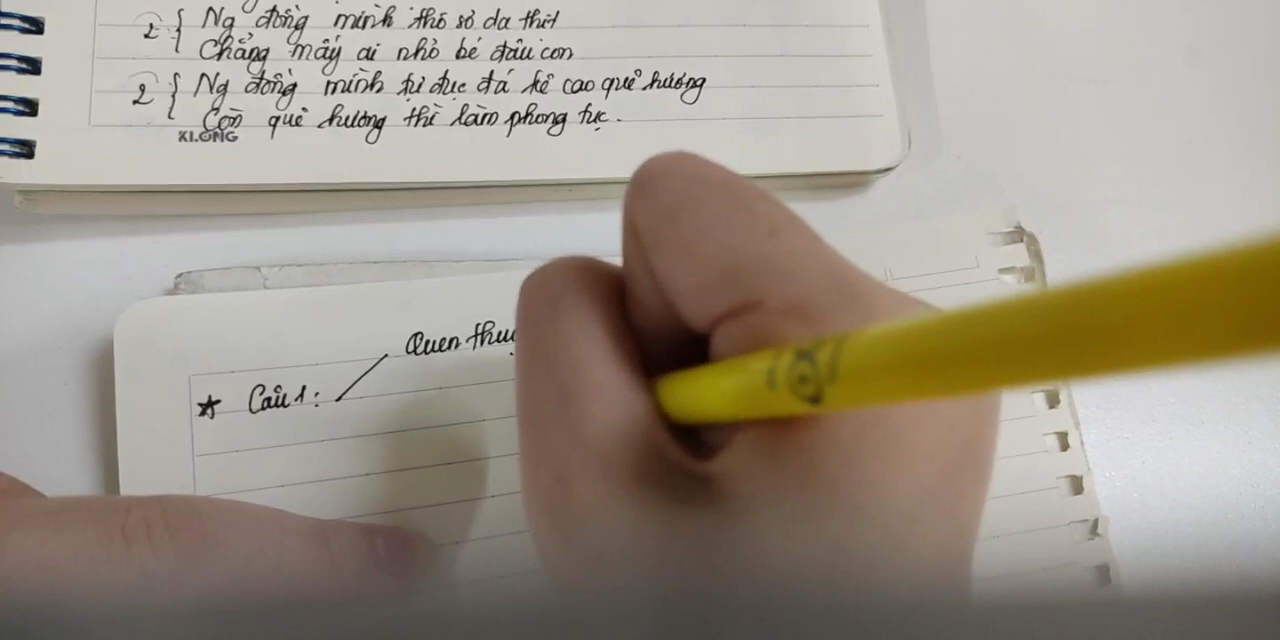 2 { Ng đồng mình thô sơ da thịt
Chẳng mấy ai nhỏ bé đâu con
2 { Ng đồng mình tự đục đá kê cao quê hương
Còn quê hương thì làm phong tục.
KLONG
Quen thuộ
★ Câu 1: